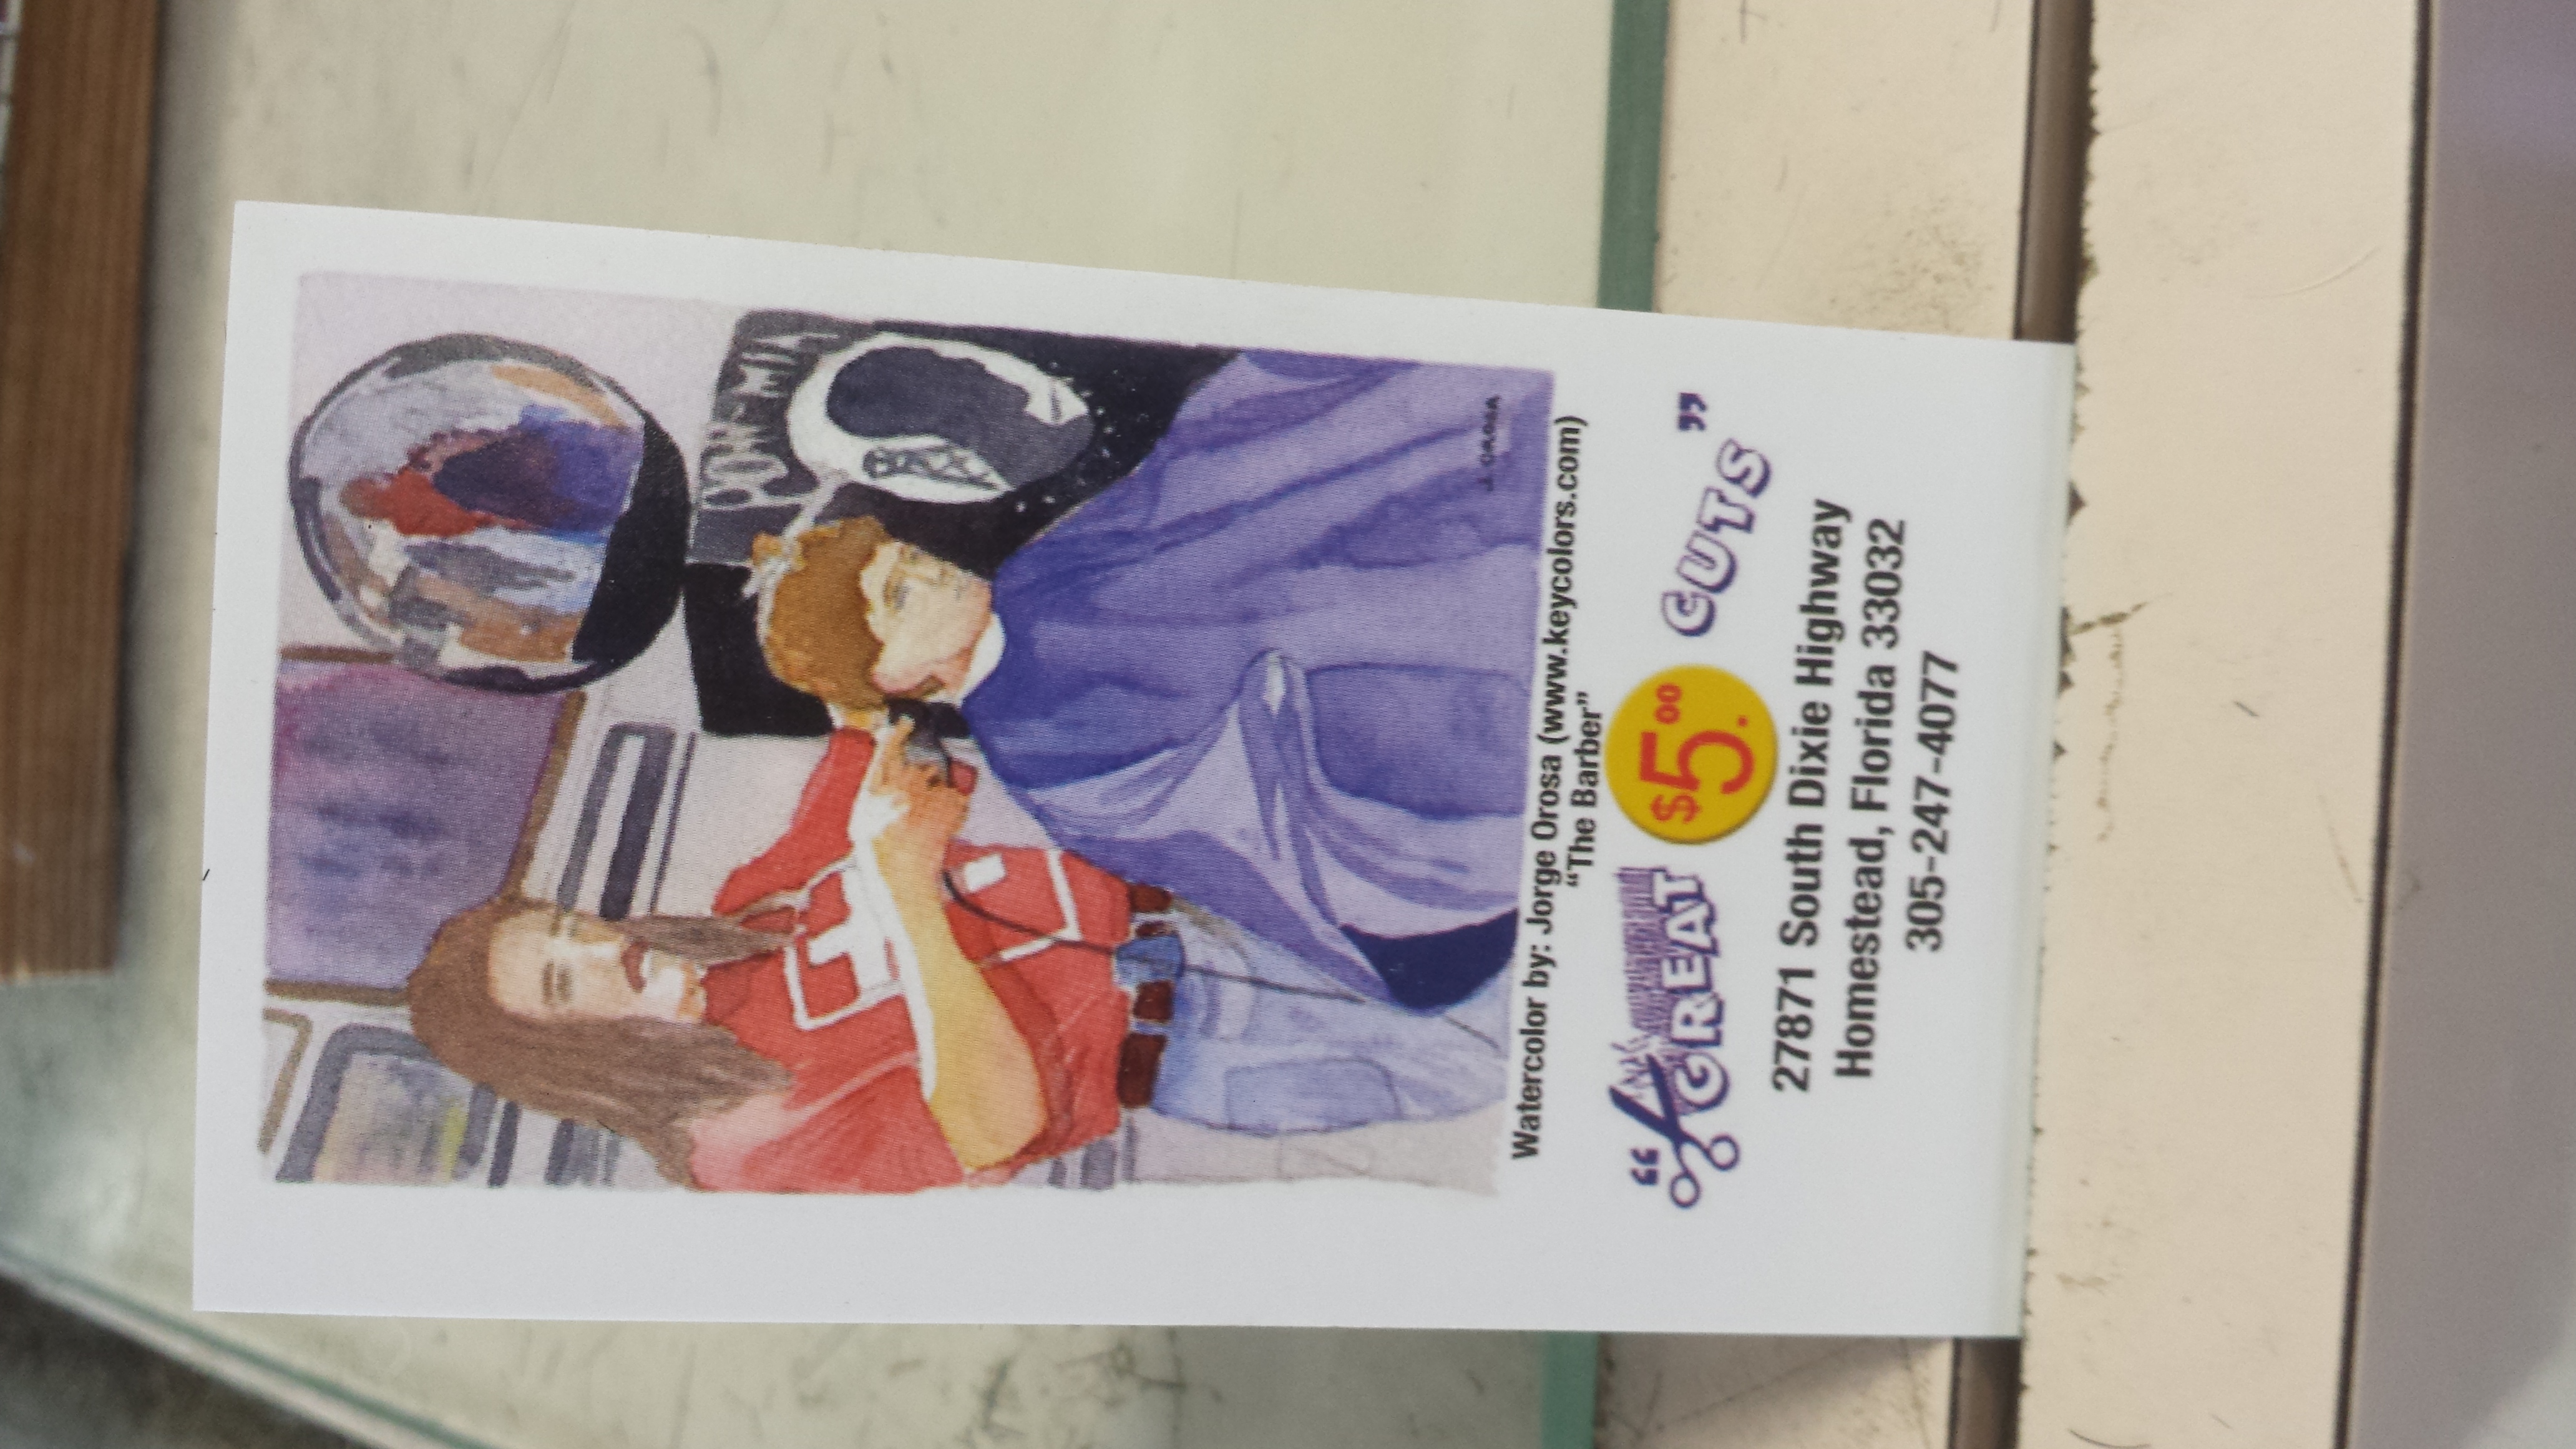 POW-MIA
J. OROSA
Watercolor by: Jorge Orosa (www.keycolors.com)
“The Barber”
“GREAT $5.00 CUTS”
27871 South Dixie Highway
Homestead, Florida 33032
305-247-4077